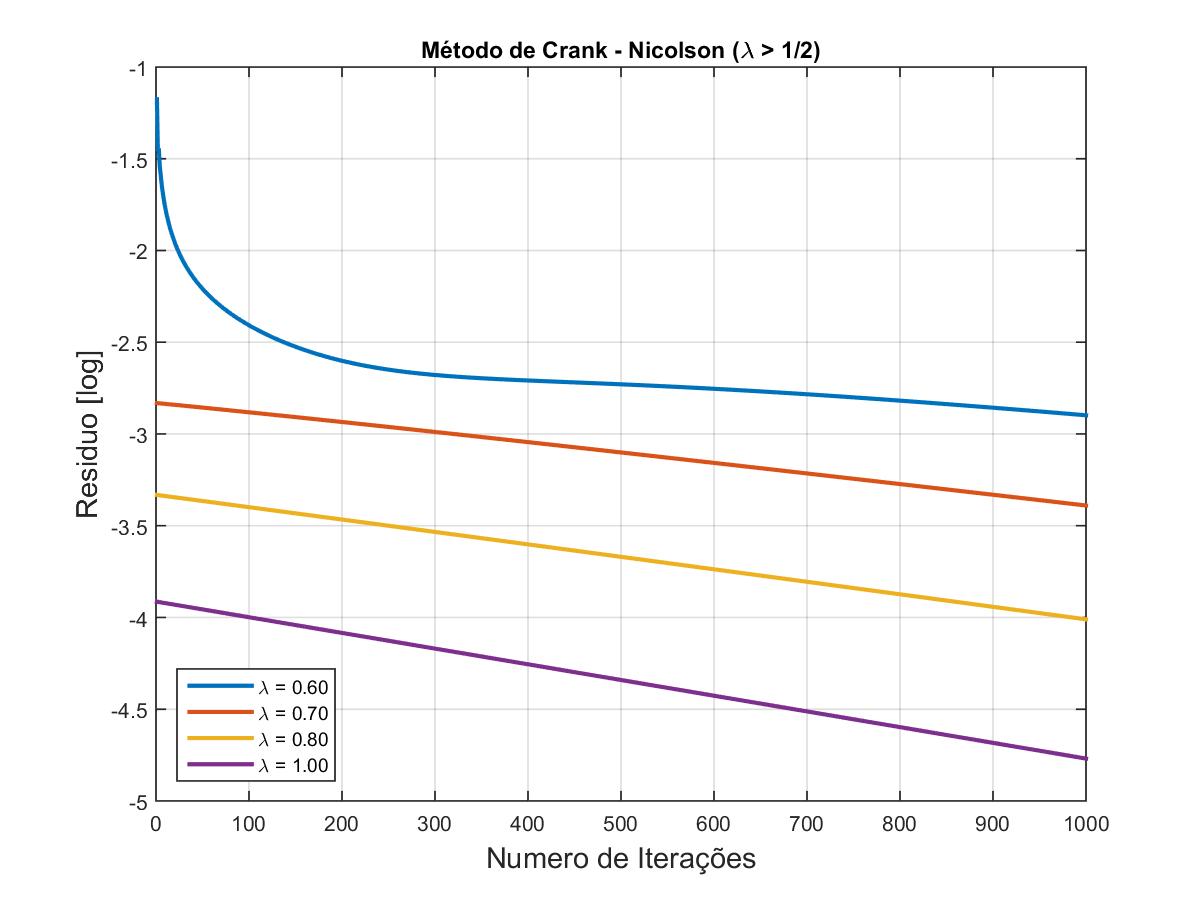 Método de Crank - Nicolson (λ > 1/2)
-1
-1.5
-2
-2.5
-3
-3.5
-4
-4.5
-5
Residuo [log]
λ = 0.60
λ = 0.70
λ = 0.80
λ = 1.00
0 100 200 300 400 500 600 700 800 900 1000
Numero de Iterações